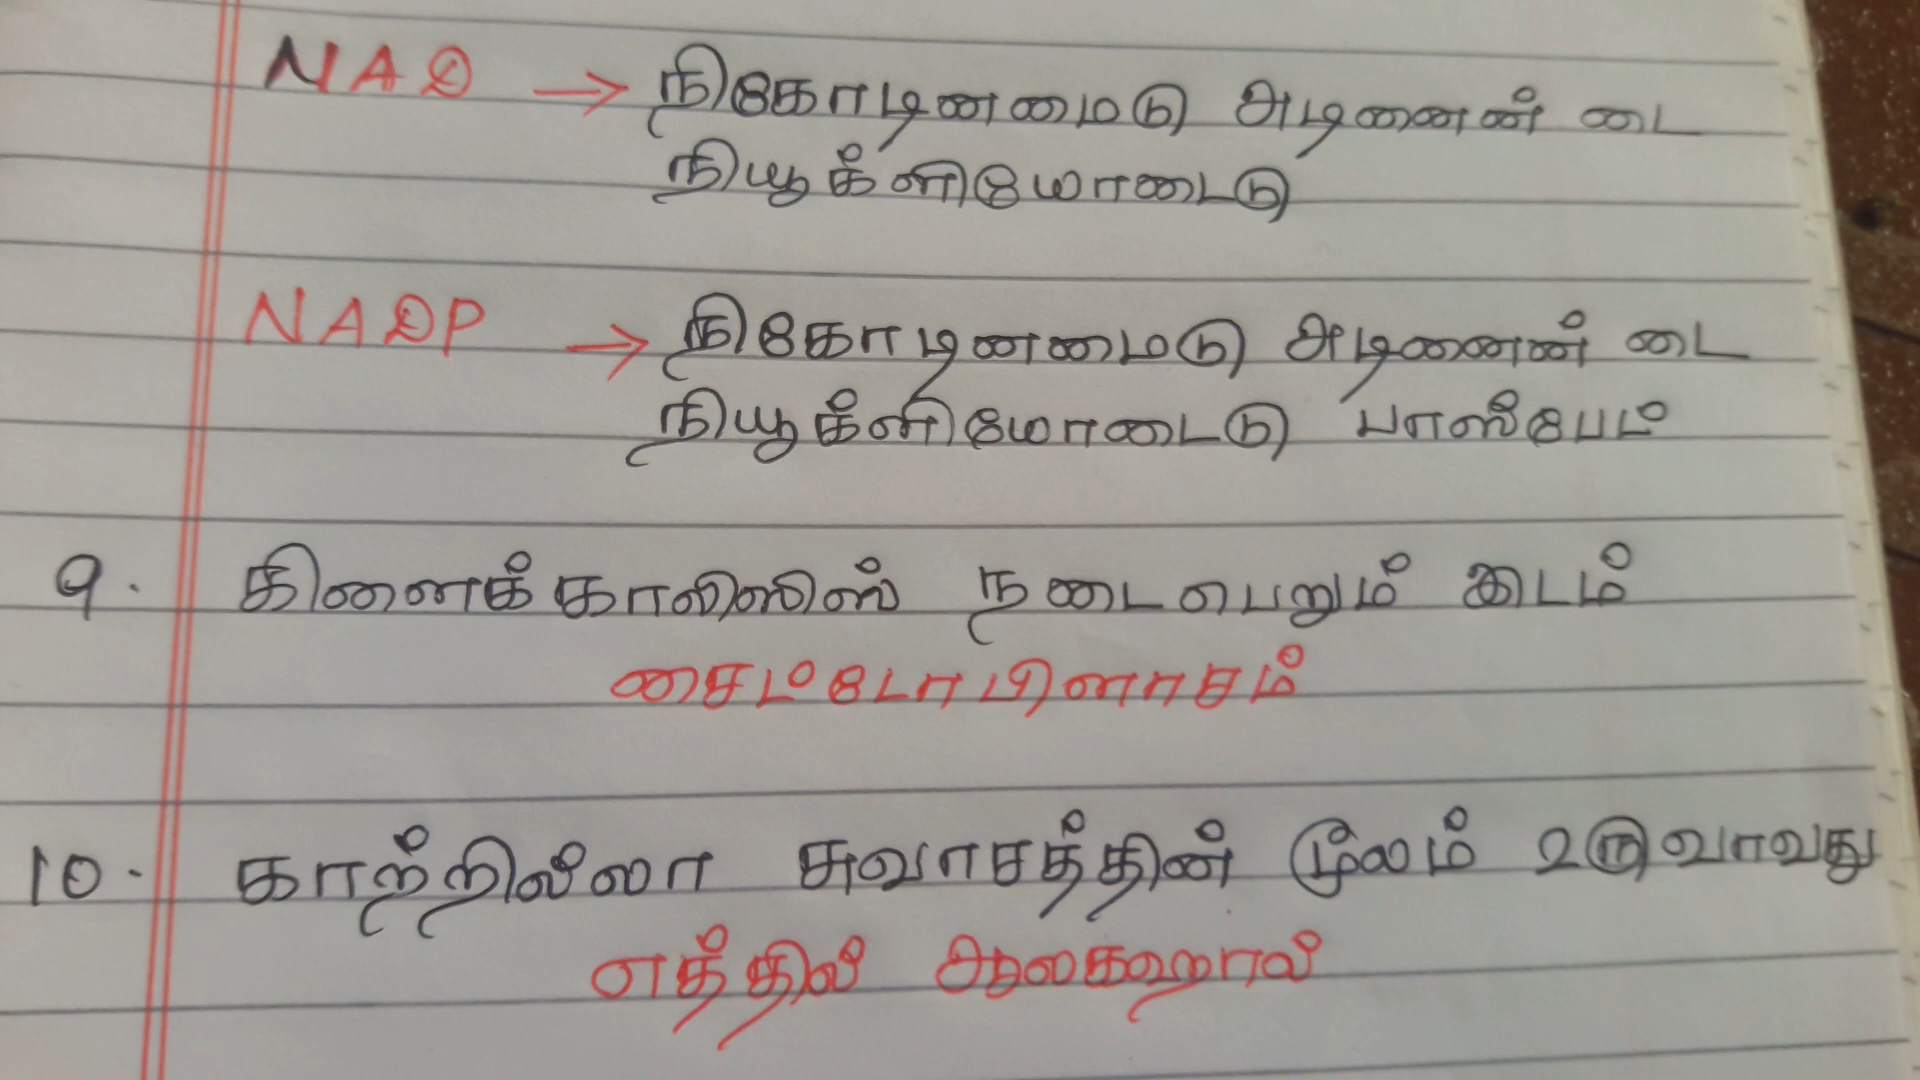 NAD → நிகோடினமைடு அடினைன் டை
நியூக்ளியோடைடு
NADP → நிகோடினமைடு அடினைன் டை
நியூக்ளியோடைடு பாஸ்பேட்
9. கிளைக்காலிஸிஸ் நடைபெறும் இடம்
சைட்டோபிளாசம்
10. காற்றில்லா சுவாசத்தின் மூலம் உருவாவது
எத்தில் ஆல்கஹால்